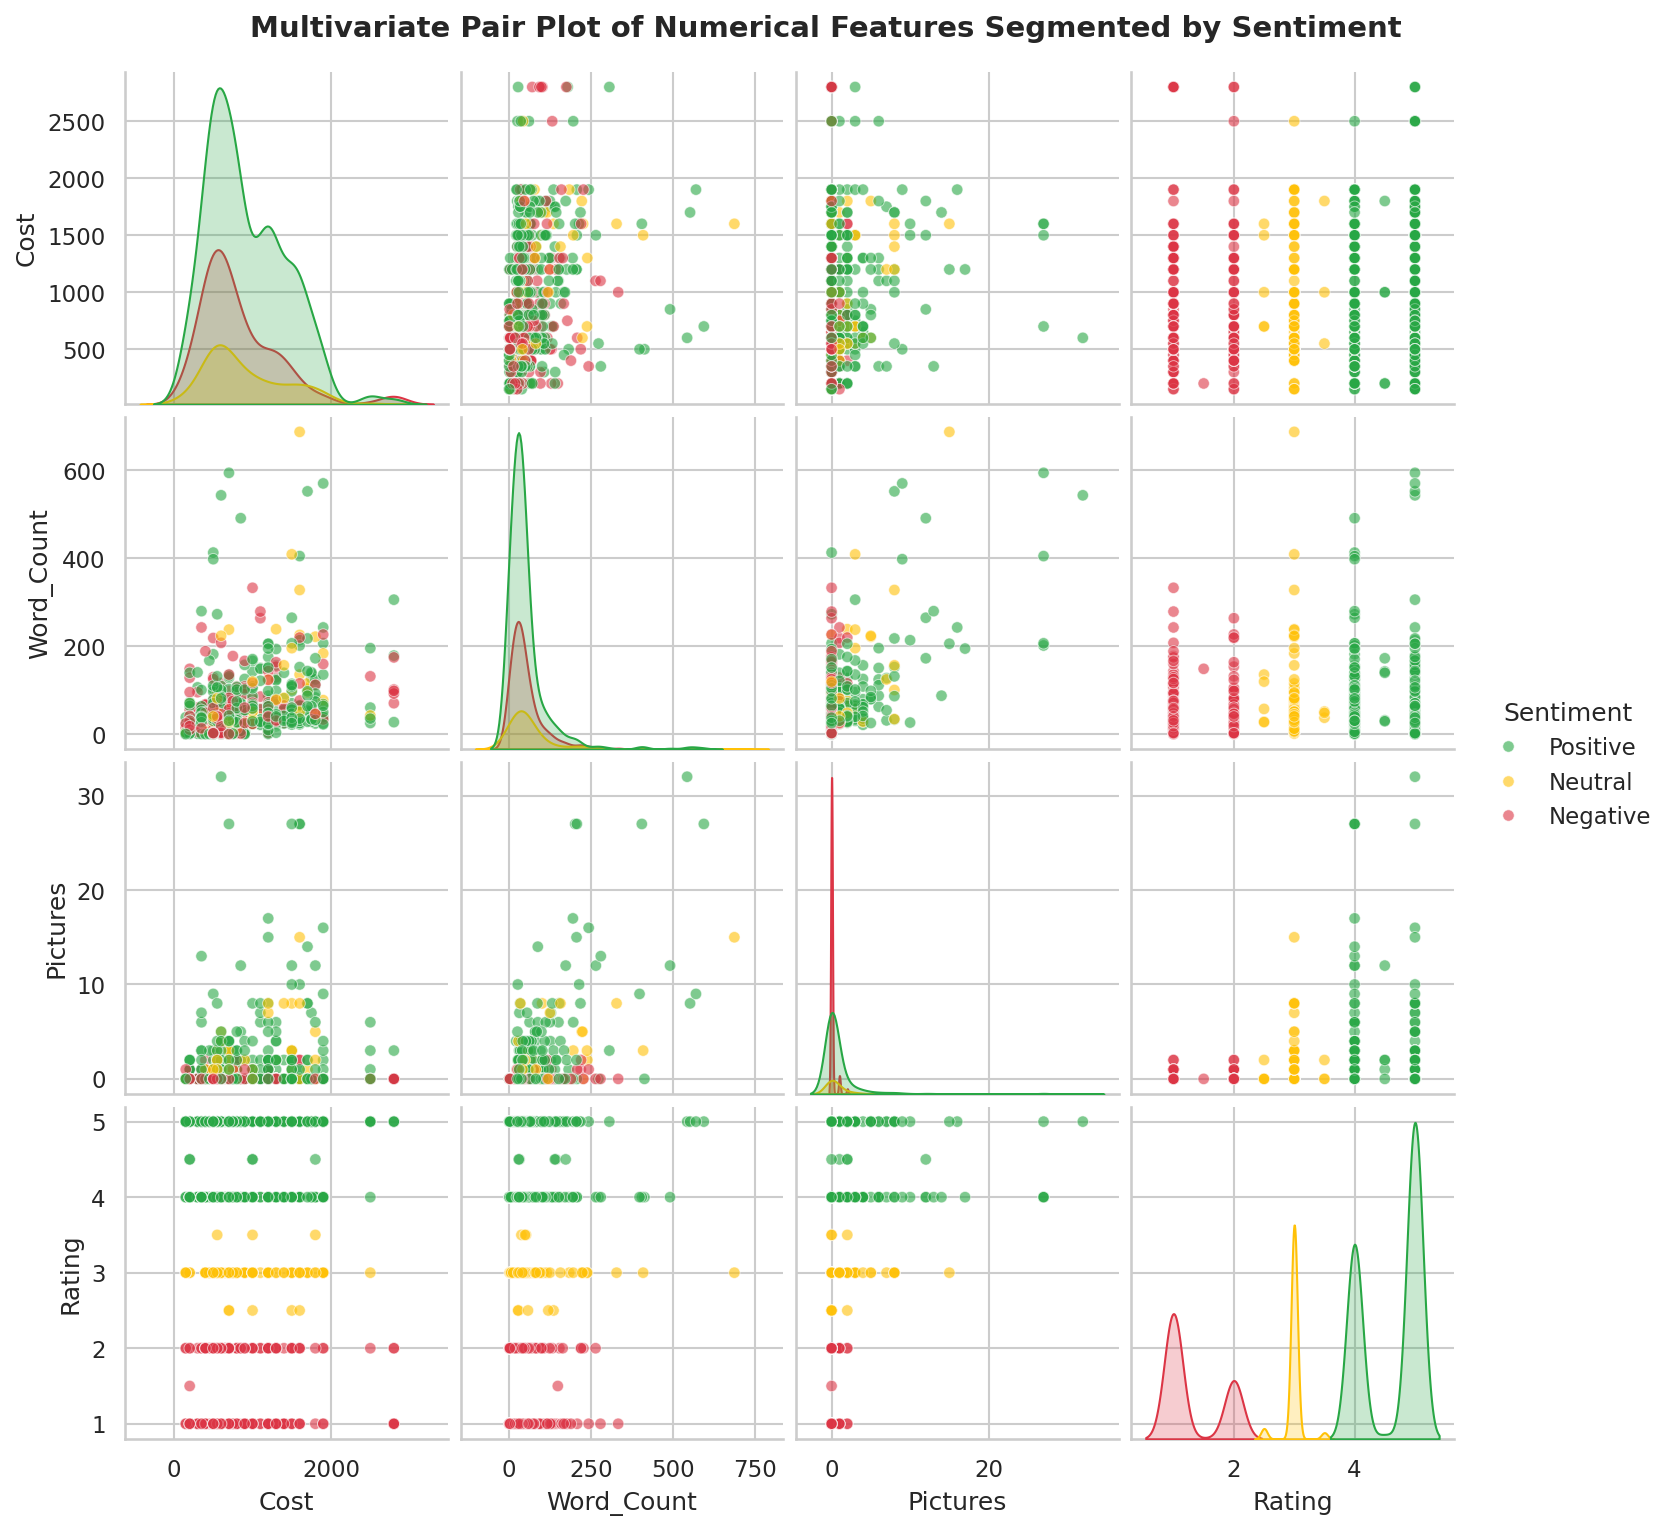 Multivariate Pair Plot of Numerical Features Segmented by Sentiment
2500
2000
1500
1000
500
Cost
600
400
200
0
Word_Count
Sentiment
Positive
Neutral
Negative
30
20
10
0
Pictures
5
4
3
2
1
Rating
0 2000
0 250 500 750
0 20
2 4
Cost Word_Count Pictures Rating